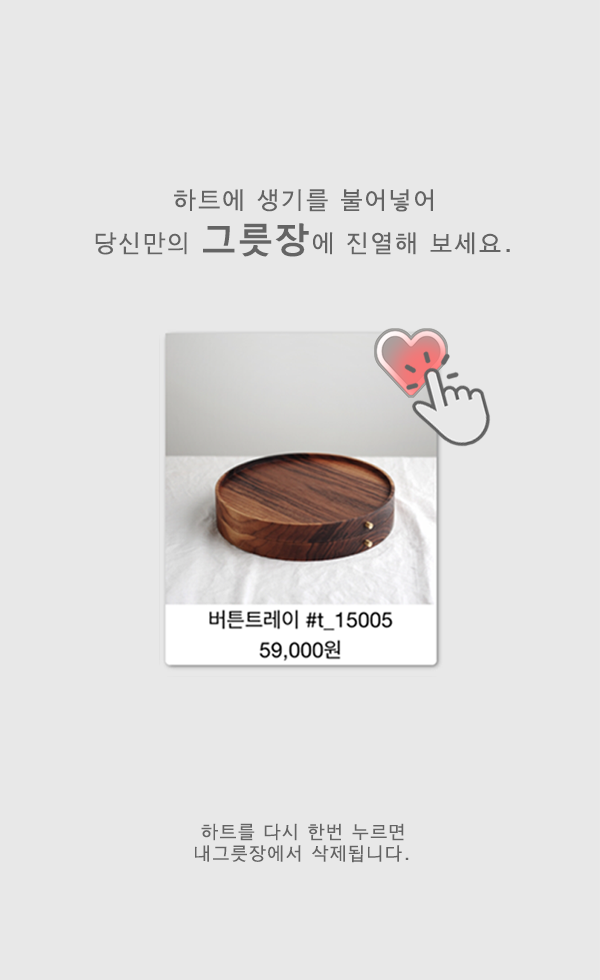 하트에 생기를 불어넣어
당신만의 그릇장에 진열해 보세요.
버튼트레이 #t_15005
59,000원
하트를 다시 한번 누르면
내그릇장에서 삭제됩니다.